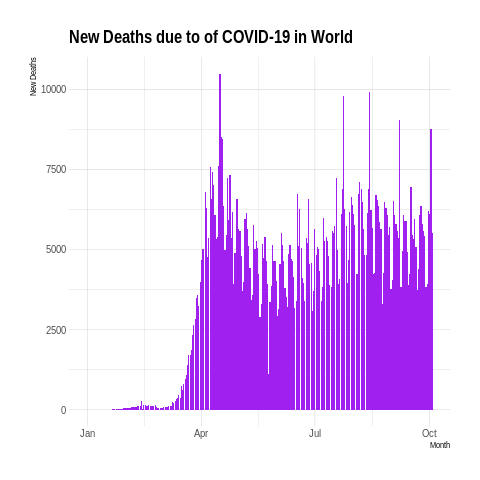 New Deaths due to of COVID-19 in World
New Deaths
10000
7500
5000
2500
0
Jan Apr Jul Oct
Month